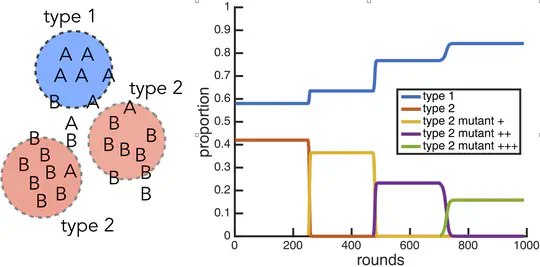 type 1
A A
A A A
B A
type 2
A
A
B
B
B
B
B B B
B
B
B
B
B
B
B
B
A
B
B
B
type 2
proportion
1
0.9
0.8
0.7
0.6
0.5
0.4
0.3
0.2
0.1
0
type 1
type 2
type 2 mutant +
type 2 mutant ++
type 2 mutant +++
0 200 400 600 800 1000
rounds